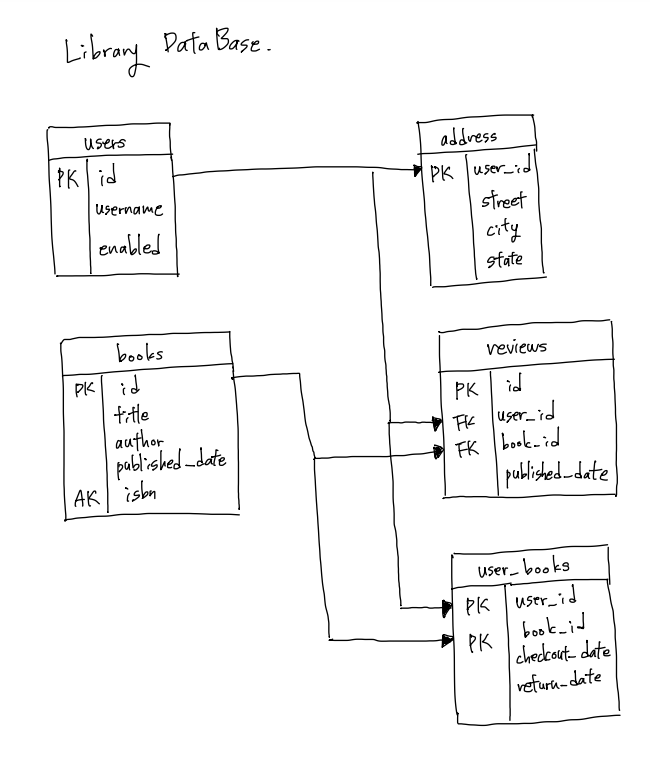 Library DataBase.
users
PK id
username
enabled
address
PK user_id
street
city
state
books
PK id
title
author
published_date
AK isbn
reviews
PK id
FK user_id
FK book_id
published_date
user_books
PK user_id
PK book_id
checkout_date
return_date